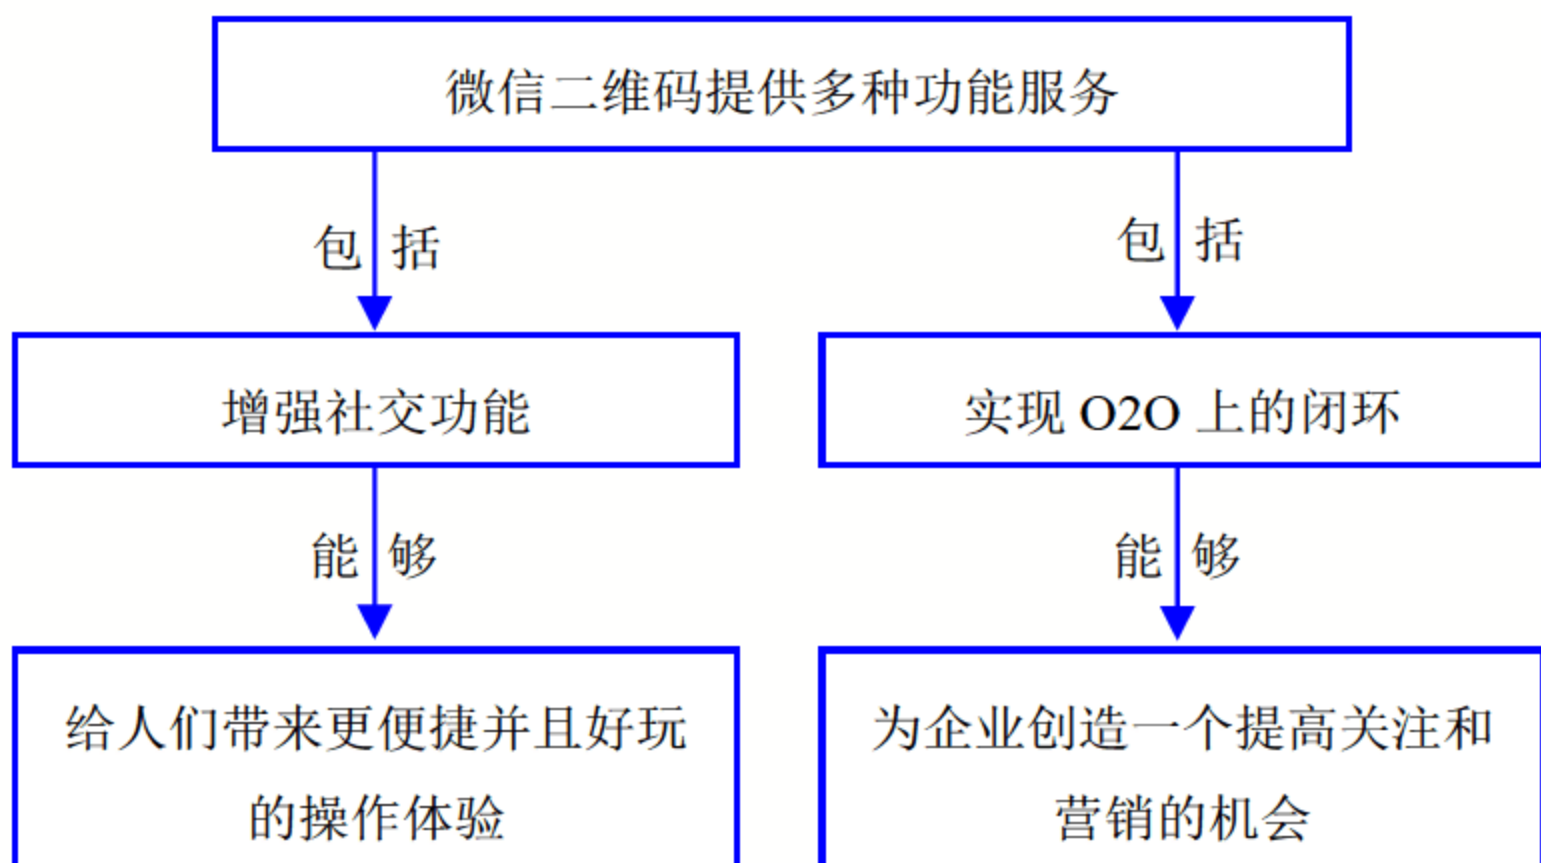 微信二维码提供多种功能服务
包括
包括
增强社交功能
实现 O2O 上的闭环
能够
能够
给人们带来更便捷并且好玩
的操作体验
为企业创造一个提高关注和
营销的机会